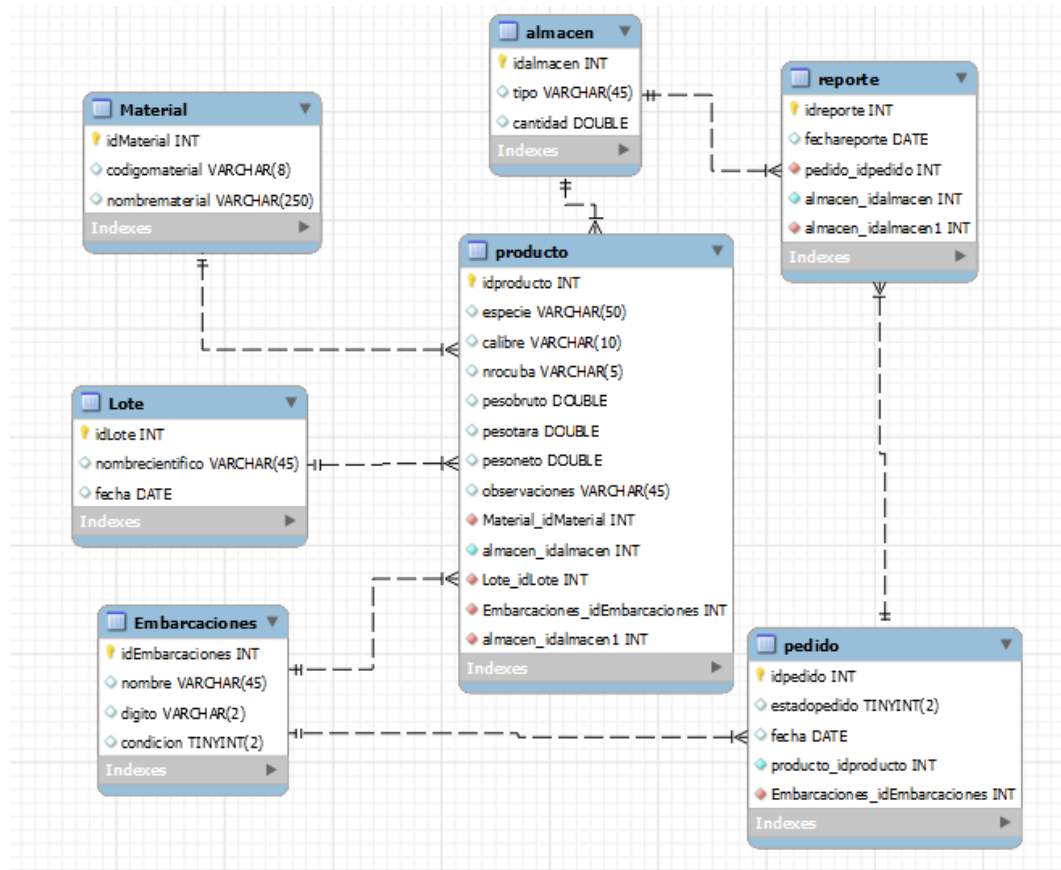 almacen
idalmacen INT
tipo VARCHAR(45)
cantidad DOUBLE
Indexes
reporte
idreporte INT
fechareporte DATE
pedido_idpedido INT
almacen_idalmacen INT
almacen_idalmacen1 INT
Indexes
Material
idMaterial INT
codigomaterial VARCHAR(8)
nombrematerial VARCHAR(250)
Indexes
producto
idproducto INT
especie VARCHAR(50)
calibre VARCHAR(10)
nrocuba VARCHAR(5)
pesobruto DOUBLE
pesotara DOUBLE
pesoneto DOUBLE
observaciones VARCHAR(45)
Material_idMaterial INT
almacen_idalmacen INT
Lote_idLote INT
Embarcaciones_idEmbarcaciones INT
almacen_idalmacen1 INT
Indexes
Lote
idLote INT
nombrecientifico VARCHAR(45)
fecha DATE
Indexes
Embarcaciones
idEmbarcaciones INT
nombre VARCHAR(45)
digito VARCHAR(2)
condicion TINYINT(2)
Indexes
pedido
idpedido INT
estadopedido TINYINT(2)
fecha DATE
producto_idproducto INT
Embarcaciones_idEmbarcaciones INT
Indexes